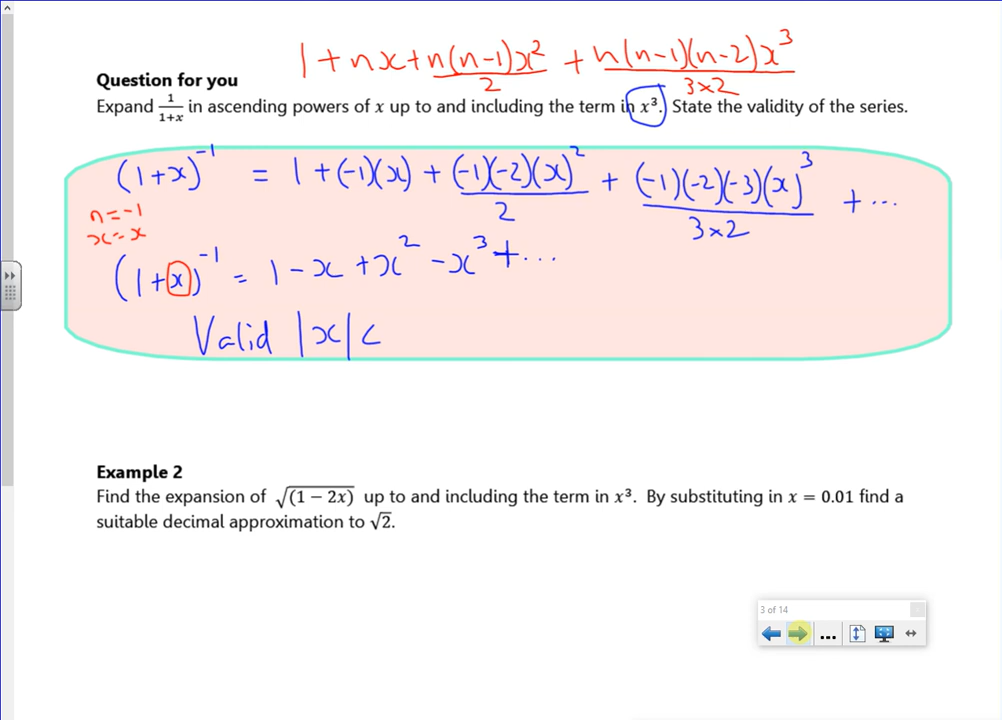 1 + nx + n(n-1)x² / 2 + n(n-1)(n-2)x³ / 3×2
Question for you
Expand 1/(1+x) in ascending powers of x up to and including the term in x³. State the validity of the series.
(1+x)⁻¹ = 1 + (-1)(x) + (-1)(-2)(x)² / 2 + (-1)(-2)(-3)(x)³ / 3×2 + ...
n = -1
x = x
(1+x)⁻¹ = 1 - x + x² - x³ + ...
Valid |x| <
Example 2
Find the expansion of √(1 − 2x) up to and including the term in x³. By substituting in x = 0.01 find a
suitable decimal approximation to √2.
3 of 14